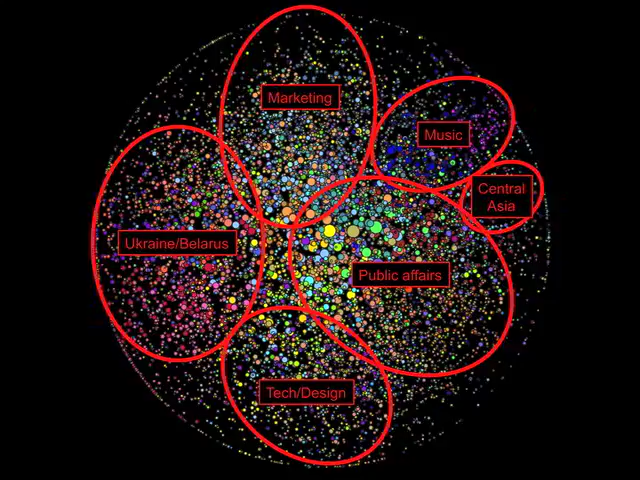 Marketing
Music
Central
Asia
Ukraine/Belarus
Public affairs
Tech/Design